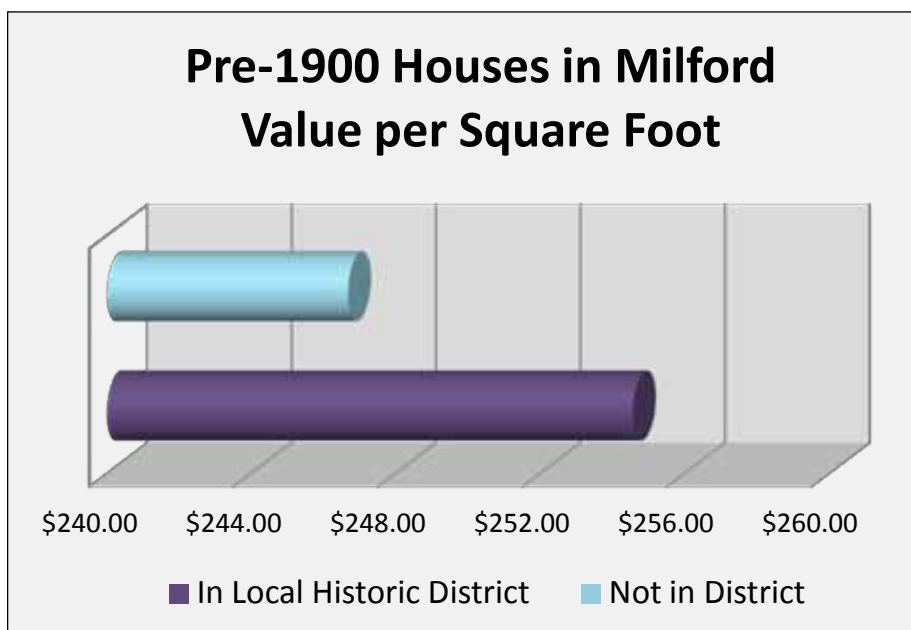 Pre-1900 Houses in Milford
Value per Square Foot
$240.00 $244.00 $248.00 $252.00 $256.00 $260.00
In Local Historic District Not in District